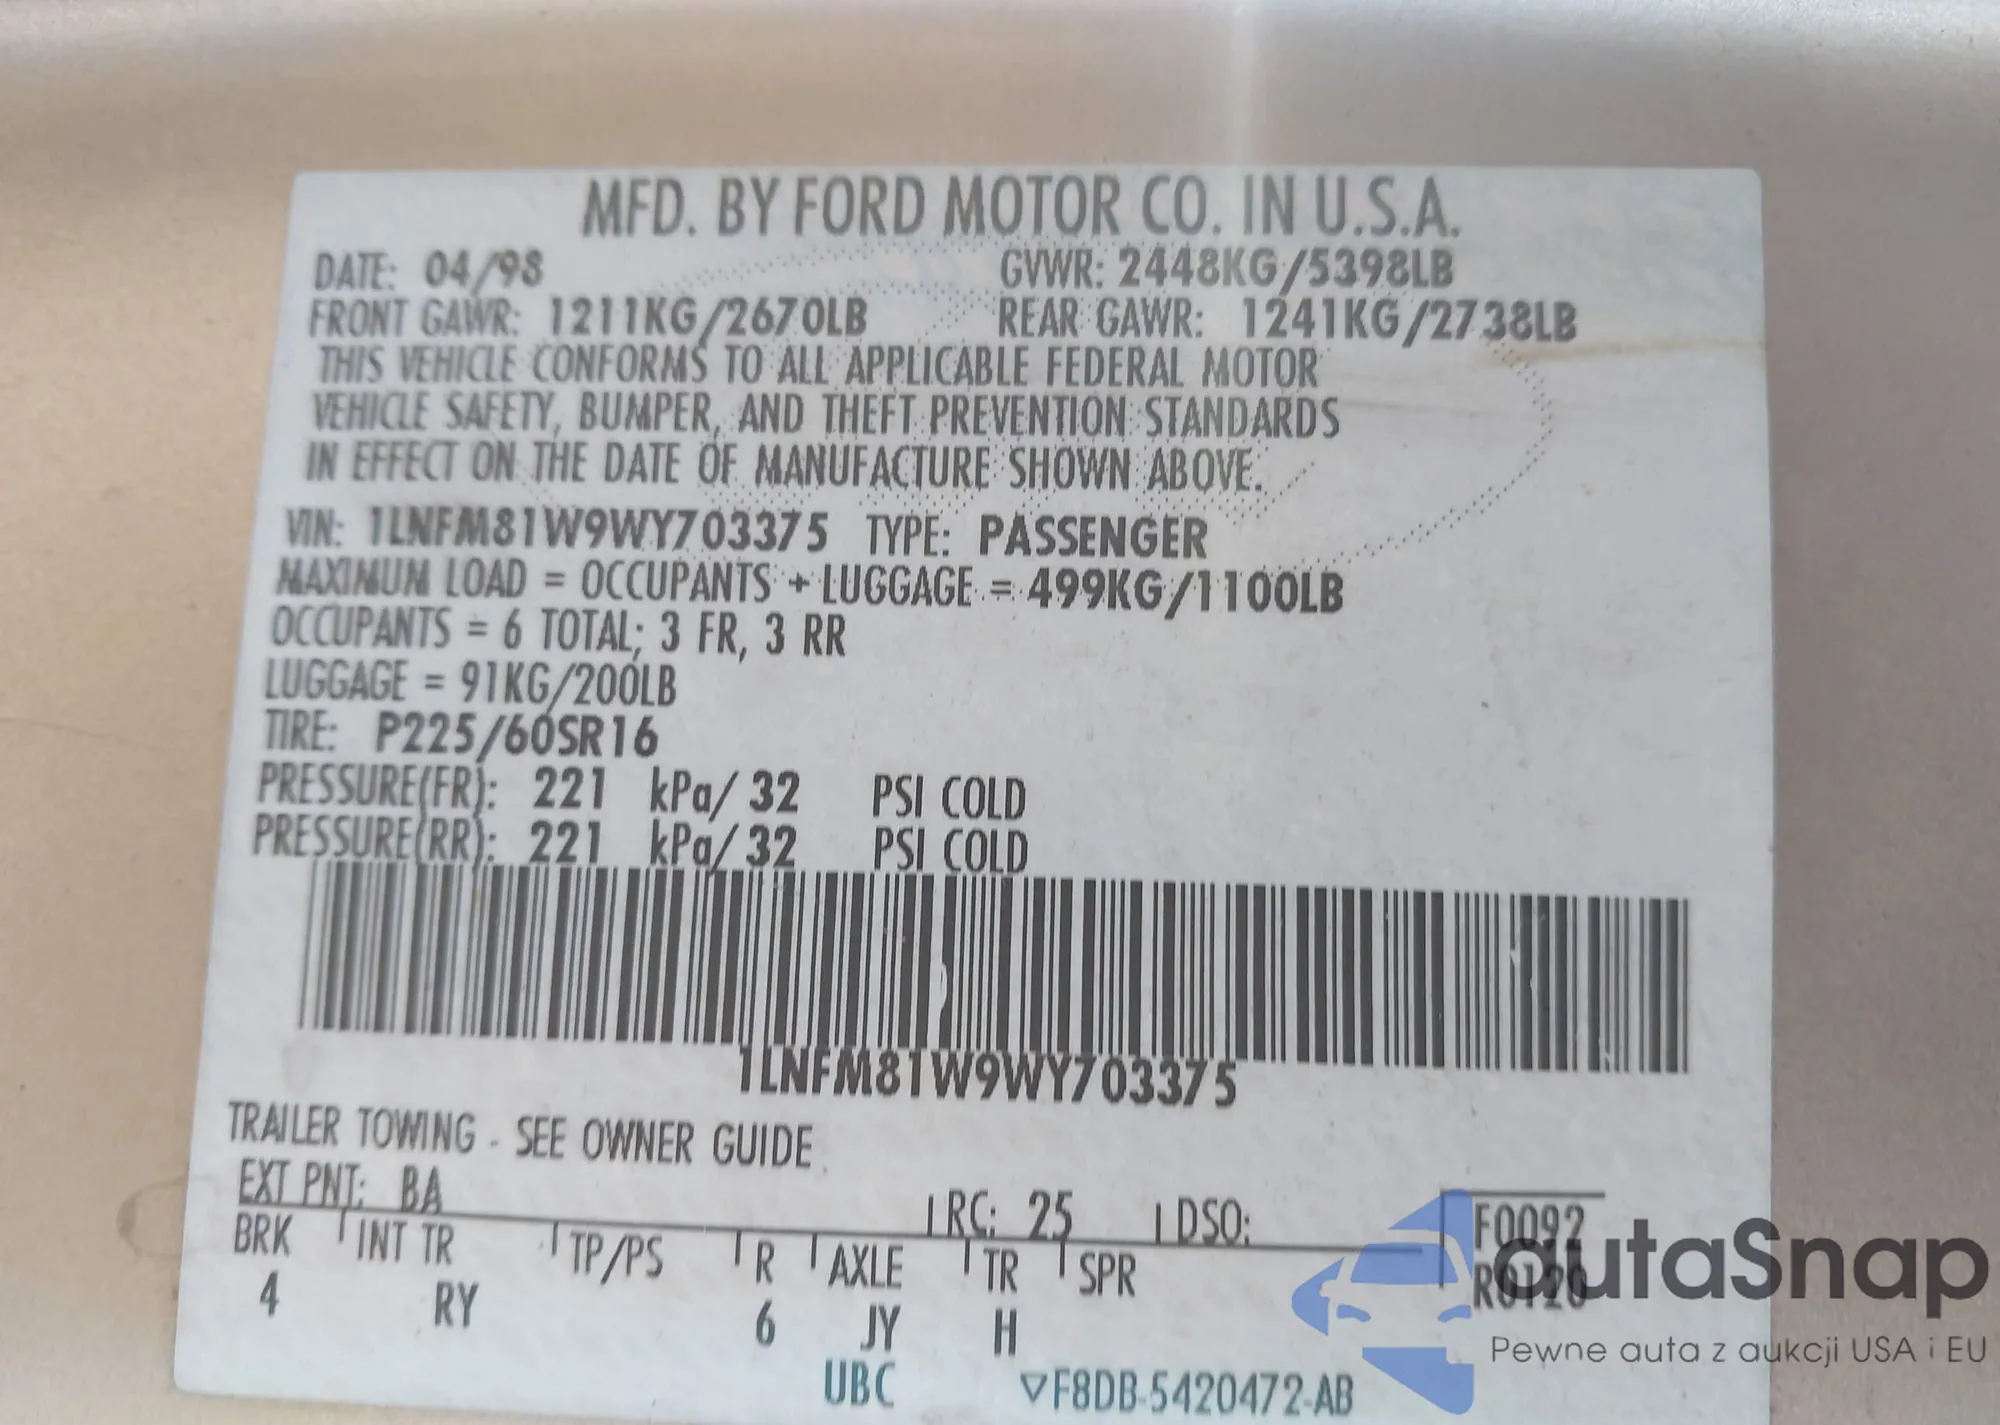 MFD. BY FORD MOTOR CO. IN U.S.A.
DATE: 04/98 GVWR: 2448KG/5398LB
FRONT GAWR: 1211KG/2670LB REAR GAWR: 1241KG/2738LB
THIS VEHICLE CONFORMS TO ALL APPLICABLE FEDERAL MOTOR
VEHICLE SAFETY, BUMPER, AND THEFT PREVENTION STANDARDS
IN EFFECT ON THE DATE OF MANUFACTURE SHOWN ABOVE.
VIN: 1LNFM81W9WY703375 TYPE: PASSENGER
MAXIMUM LOAD = OCCUPANTS + LUGGAGE = 499KG/1100LB
OCCUPANTS = 6 TOTAL; 3 FR, 3 RR
LUGGAGE = 91KG/200LB
TIRE: P225/60SR16
PRESSURE(FR): 221 kPa/ 32 PSI COLD
PRESSURE(RR): 221 kPa/ 32 PSI COLD
1LNFM81W9WY703375
TRAILER TOWING - SEE OWNER GUIDE
EXT PNT: BA RC: 25 DSO: F0092
BRK INT TR TP/PS R AXLE TR SPR R0120
4 RY 6 JY H
UBC ▽F8DB-5420472-AB
autaSnap
Pewne auta z aukcji USA i EU